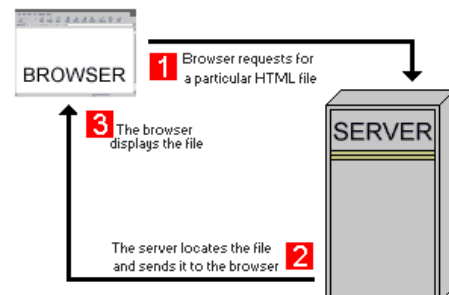 BROWSER
1
Browser requests for
a particular HTML file
SERVER
3
The browser
displays the file
The server locates the file
and sends it to the browser
2